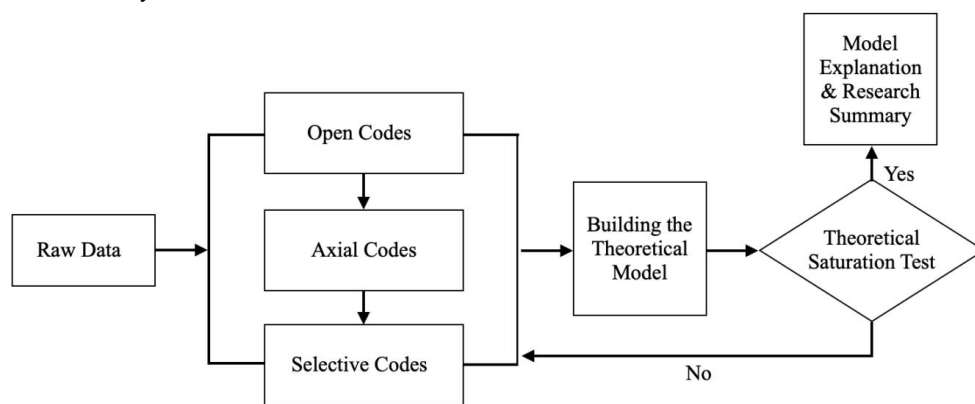 Raw Data
Open Codes
Axial Codes
Selective Codes
Building the
Theoretical
Model
Theoretical
Saturation Test
Yes
No
Model
Explanation
& Research
Summary